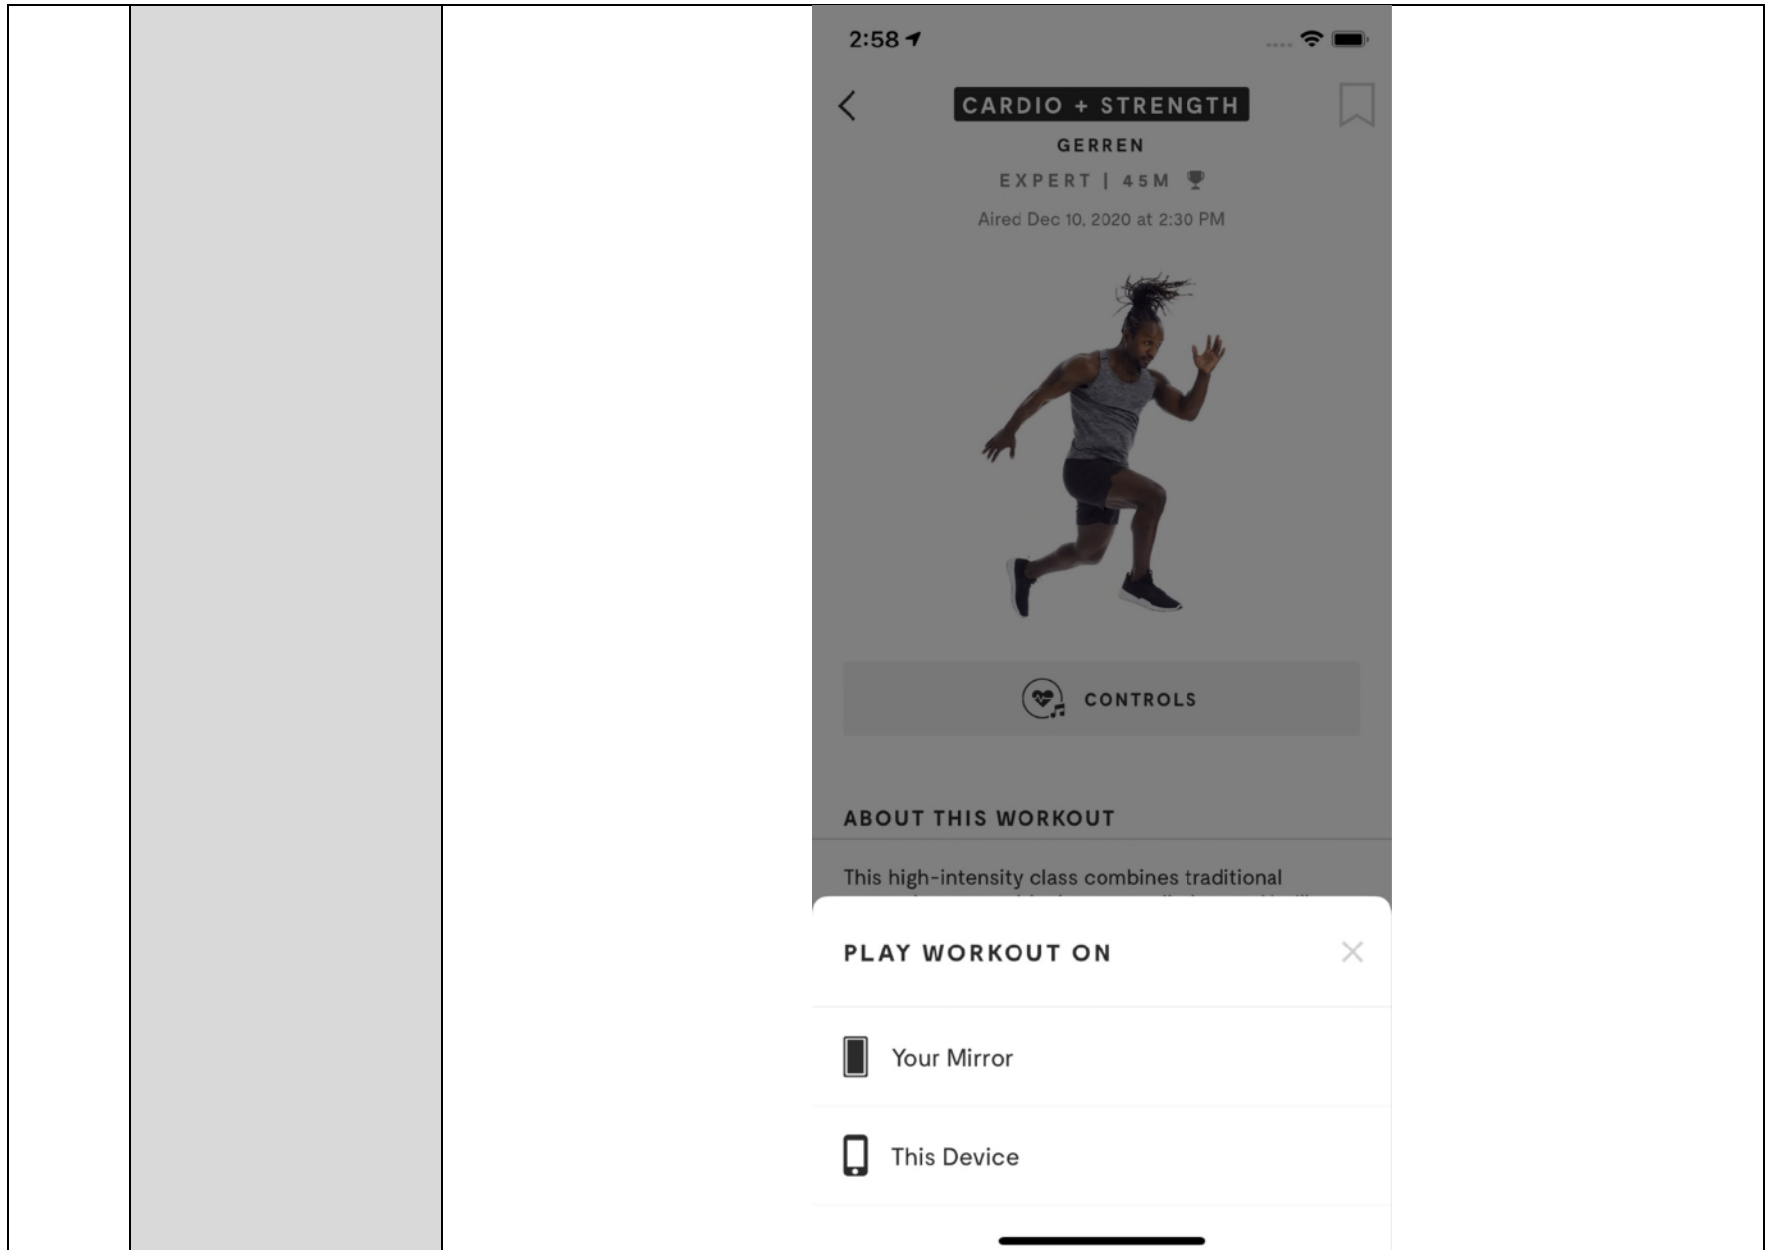 2:58
CARDIO + STRENGTH
GERREN
EXPERT | 45M
Aired Dec 10, 2020 at 2:30 PM
CONTROLS
ABOUT THIS WORKOUT
This high-intensity class combines traditional
PLAY WORKOUT ON
Your Mirror
This Device